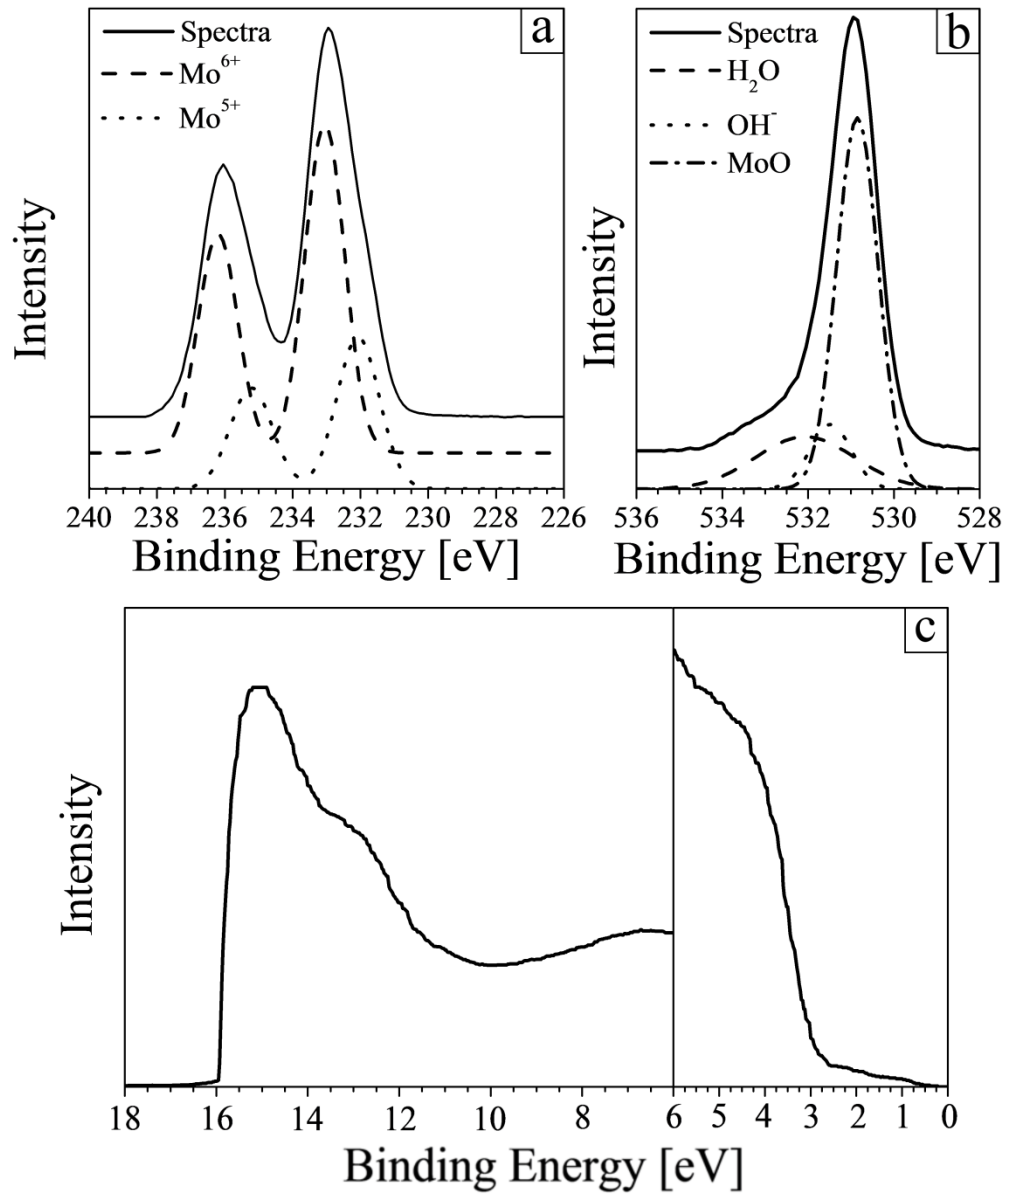 a
Spectra
Mo6+
Mo5+
Intensity
240 238 236 234 232 230 228 226
Binding Energy [eV]
b
Spectra
H2O
OH-
MoO
Intensity
536 534 532 530 528
Binding Energy [eV]
c
Intensity
18 16 14 12 10 8 6 5 4 3 2 1 0
Binding Energy [eV]